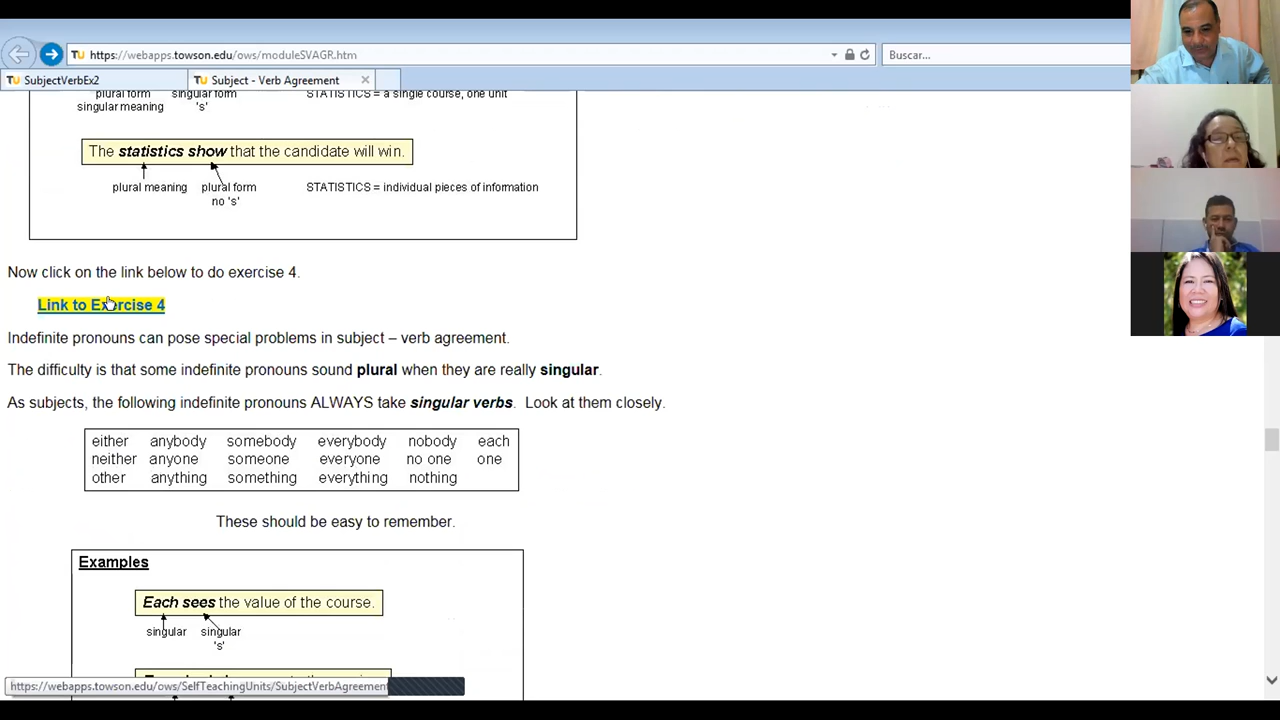 https://webapps.towson.edu/ows/moduleSVAGR.htm
Buscar...
SubjectVerbEx2
Subject - Verb Agreement
plural form singular form STATISTICS = a single course, one unit
singular meaning 's'
The statistics show that the candidate will win.
plural meaning plural form STATISTICS = individual pieces of information
no 's'
Now click on the link below to do exercise 4.
Link to Exercise 4
Indefinite pronouns can pose special problems in subject – verb agreement.
The difficulty is that some indefinite pronouns sound plural when they are really singular.
As subjects, the following indefinite pronouns ALWAYS take singular verbs. Look at them closely.
either anybody somebody everybody nobody each
neither anyone someone everyone no one one
other anything something everything nothing
These should be easy to remember.
Examples
Each sees the value of the course.
singular singular
's'
https://webapps.towson.edu/ows/SelfTeachingUnits/SubjectVerbAgreement